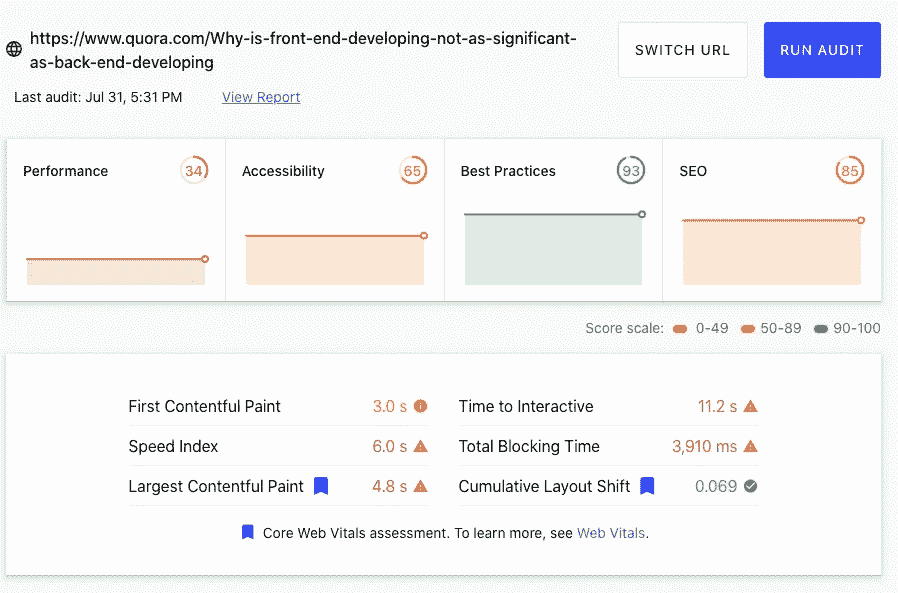 https://www.quora.com/Why-is-front-end-developing-not-as-significant-
as-back-end-developing
SWITCH URL
RUN AUDIT
Last audit: Jul 31, 5:31 PM
View Report
Performance
34
Accessibility
65
Best Practices
93
SEO
85
Score scale: 0-49 50-89 90-100
First Contentful Paint 3.0 s
Time to Interactive 11.2 s
Speed Index 6.0 s
Total Blocking Time 3,910 ms
Largest Contentful Paint 4.8 s
Cumulative Layout Shift 0.069
Core Web Vitals assessment. To learn more, see Web Vitals.